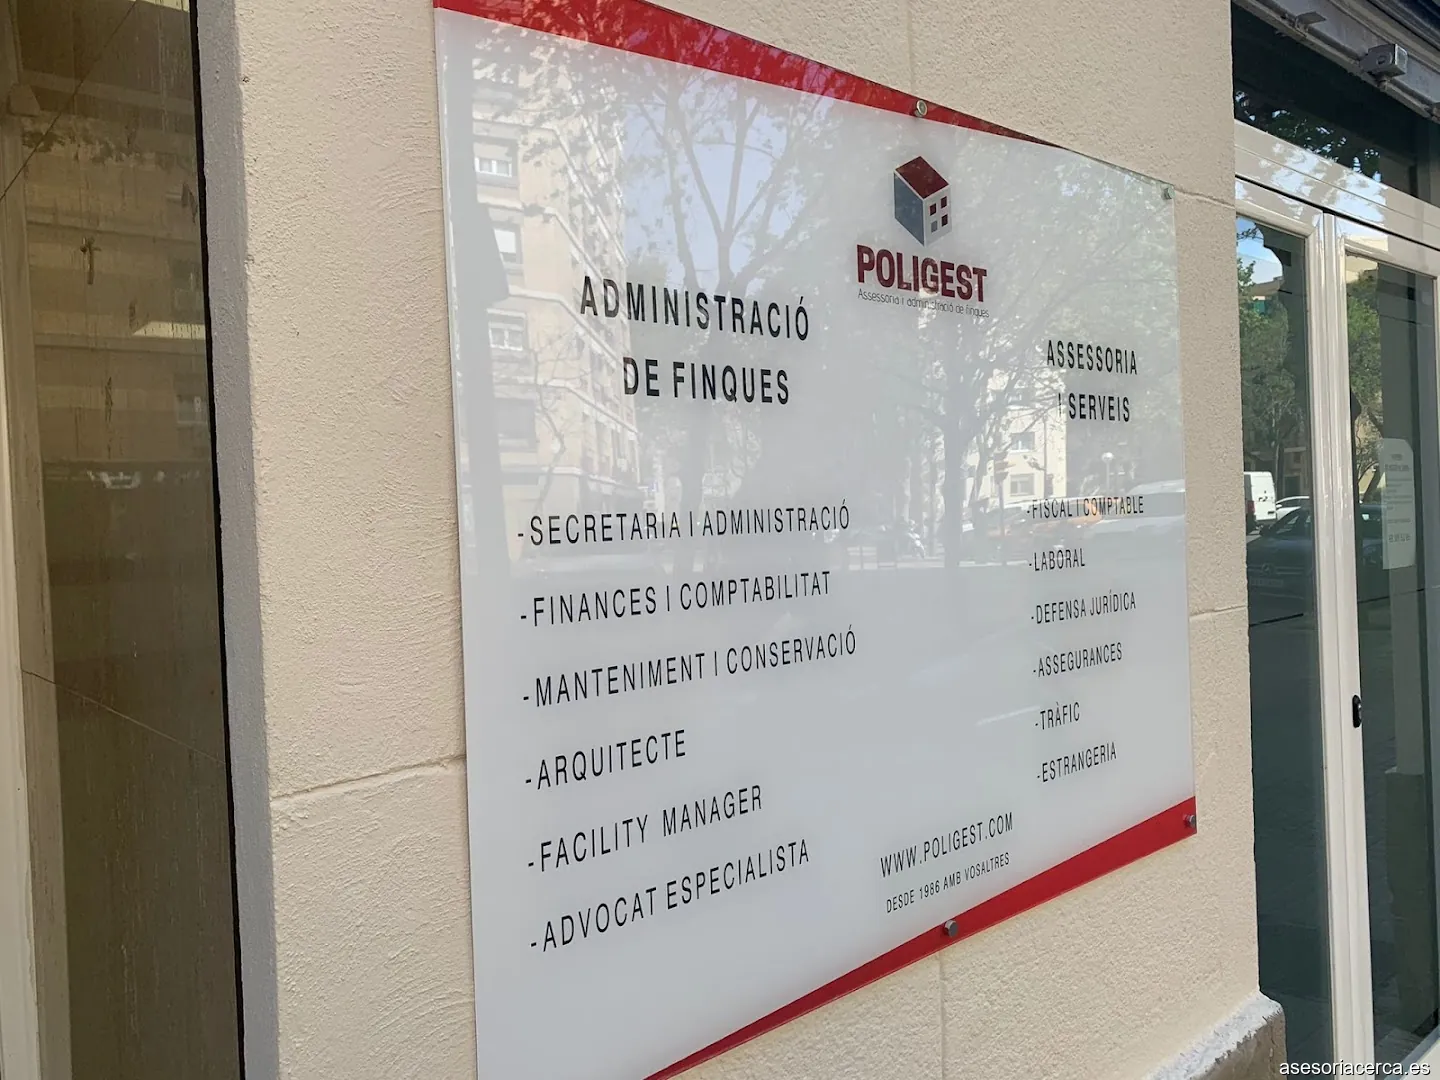 POLIGEST
Assessoria i administració de finques
ADMINISTRACIÓ
DE FINQUES
-SECRETARIA I ADMINISTRACIÓ
-FINANCES I COMPTABILITAT
-MANTENIMENT I CONSERVACIÓ
-ARQUITECTE
-FACILITY MANAGER
-ADVOCAT ESPECIALISTA
ASSESSORIA
I SERVEIS
-FISCAL I COMPTABLE
-LABORAL
-DEFENSA JURÍDICA
-ASSEGURANCES
-TRÀFIC
-ESTRANGERIA
WWW.POLIGEST.COM
DESDE 1986 AMB VOSALTRES
asesoriacerca.es